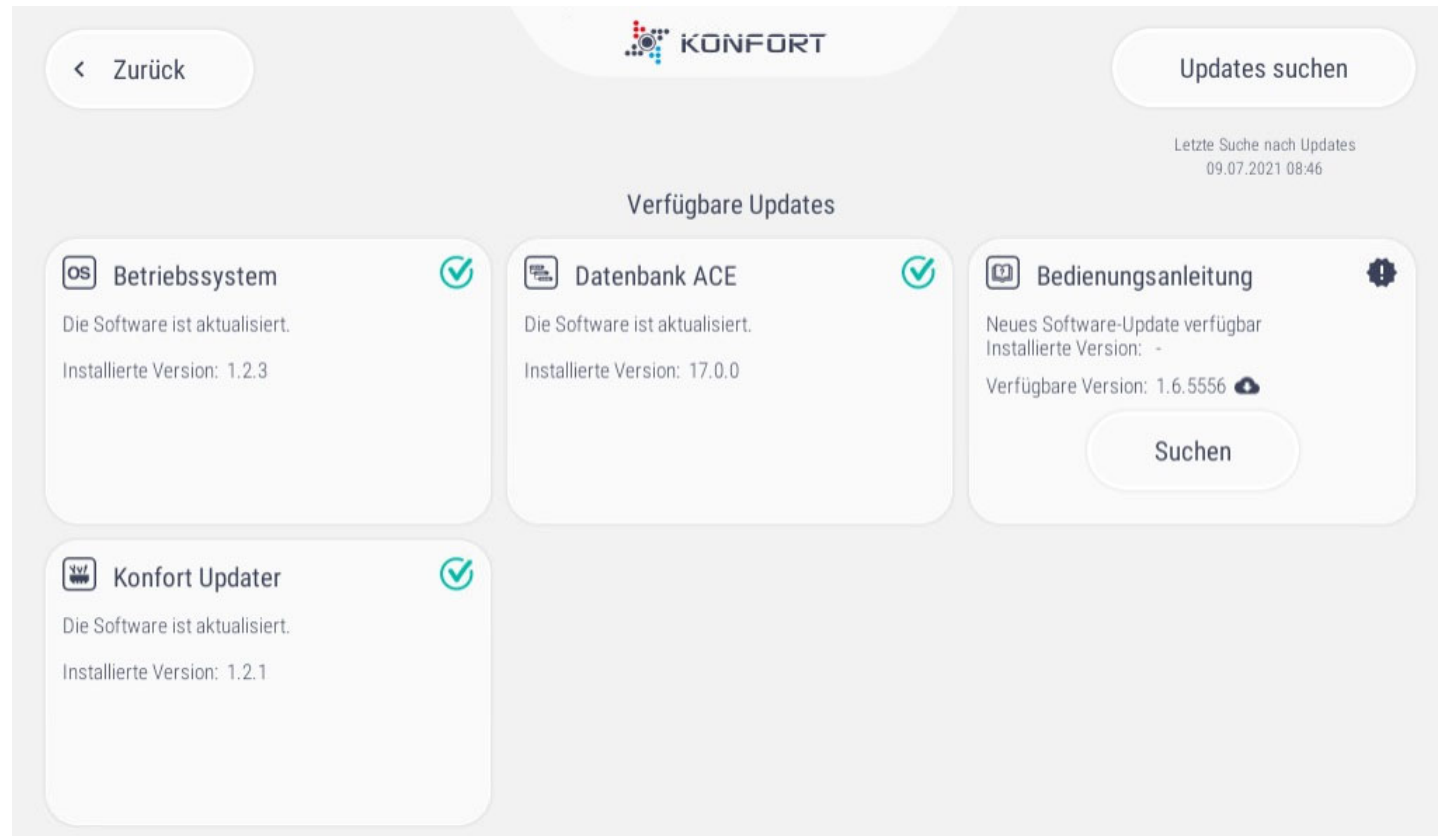 Zurück
KONFORT
Updates suchen
Letzte Suche nach Updates
09.07.2021 08:46
Verfügbare Updates
OS Betriebssystem
Die Software ist aktualisiert.
Installierte Version: 1.2.3
Datenbank ACE
Die Software ist aktualisiert.
Installierte Version: 17.0.0
Bedienungsanleitung
Neues Software-Update verfügbar
Installierte Version: -
Verfügbare Version: 1.6.5556
Suchen
Konfort Updater
Die Software ist aktualisiert.
Installierte Version: 1.2.1